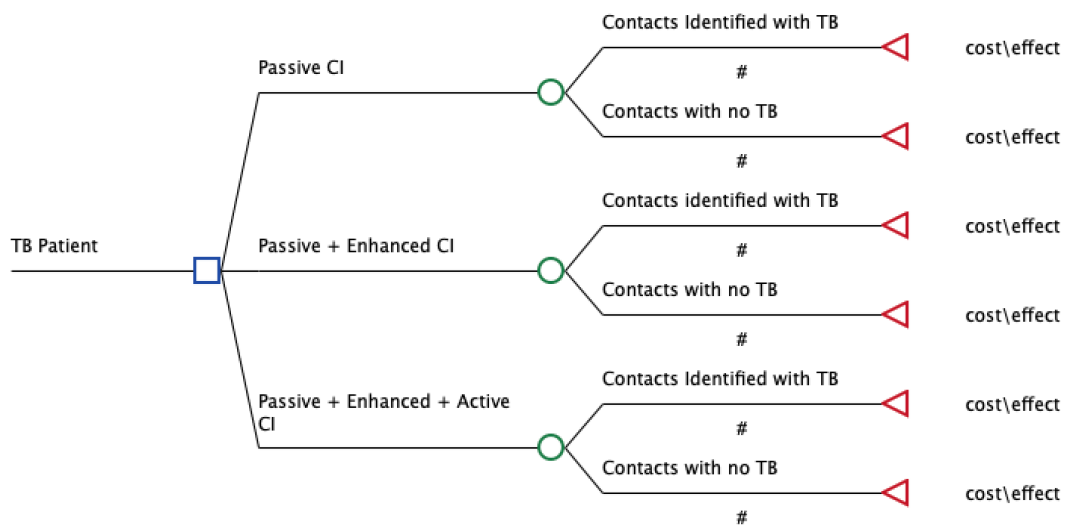 Contacts Identified with TB
cost\effect
#
Passive CI
Contacts with no TB
cost\effect
#
Contacts identified with TB
cost\effect
#
TB Patient
Passive + Enhanced CI
Contacts with no TB
cost\effect
#
Contacts Identified with TB
cost\effect
#
Passive + Enhanced + Active
CI
Contacts with no TB
cost\effect
#